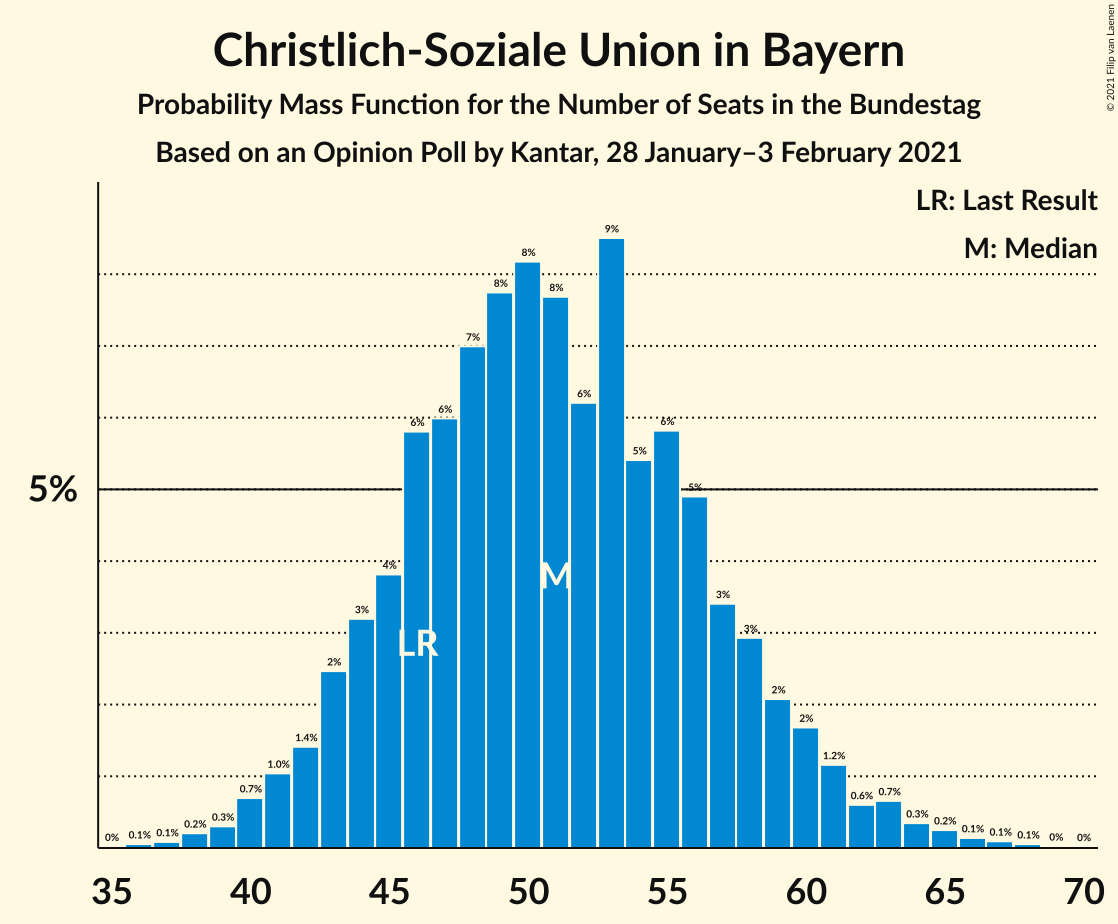 Christlich-Soziale Union in Bayern
Probability Mass Function for the Number of Seats in the Bundestag
Based on an Opinion Poll by Kantar, 28 January–3 February 2021
© 2021 Filip van Laenen
LR: Last Result
M: Median
5%
0% 0.1% 0.1% 0.2% 0.3% 0.7% 1.0% 1.4% 2% 3% 4% 6% 6% 7% 8% 8% 8% 6% 9% 5% 6% 5% 3% 3% 2% 2% 1.2% 0.6% 0.7% 0.3% 0.2% 0.1% 0.1% 0.1% 0% 0%
LR
M
35 40 45 50 55 60 65 70